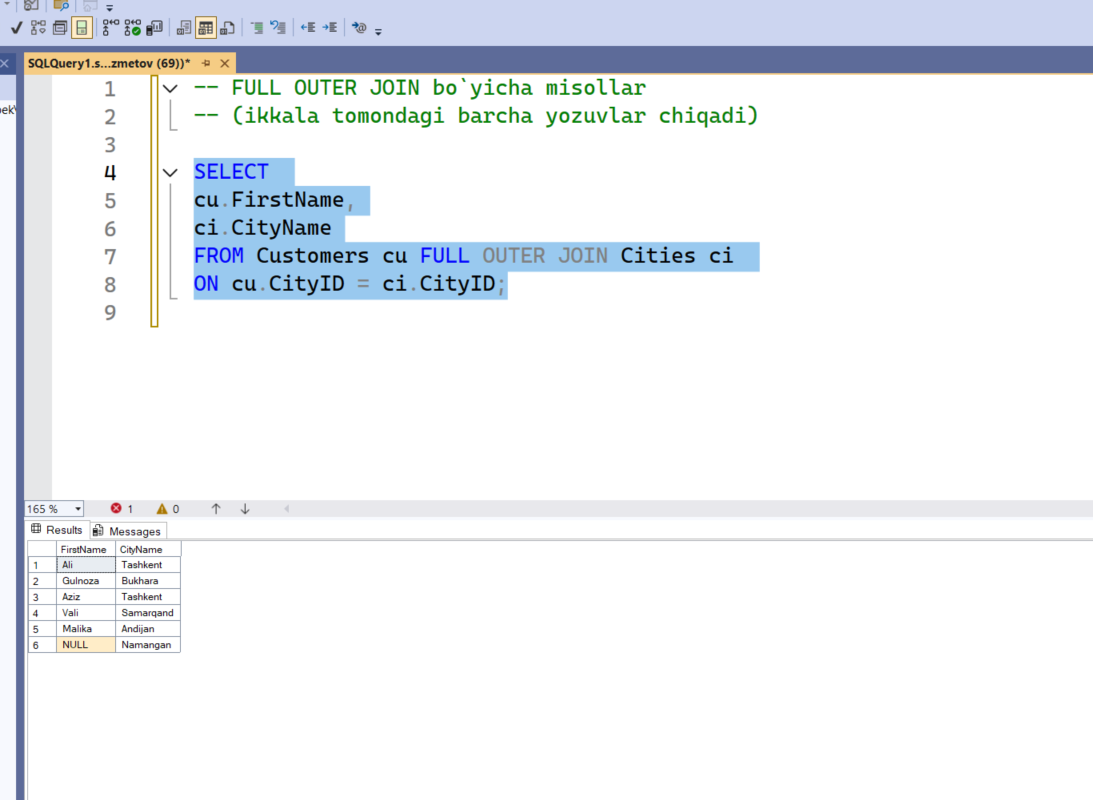 SQLQuery1.s...zmetov (69))*
1 -- FULL OUTER JOIN bo`yicha misollar
2 -- (ikkala tomondagi barcha yozuvlar chiqadi)
3
4 SELECT
5 cu.FirstName,
6 ci.CityName
7 FROM Customers cu FULL OUTER JOIN Cities ci
8 ON cu.CityID = ci.CityID;
9
165 % 1 0
Results Messages
FirstName CityName
1 Ali Tashkent
2 Gulnoza Bukhara
3 Aziz Tashkent
4 Vali Samarqand
5 Malika Andijan
6 NULL Namangan